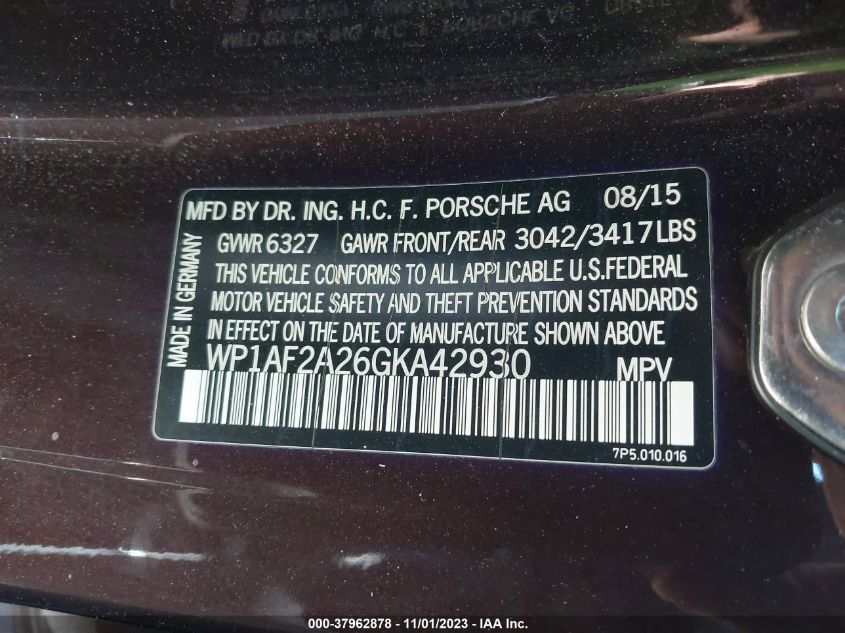 MFD BY DR. ING. H.C. F. PORSCHE AG 08/15
GVWR 6327 GAWR FRONT/REAR 3042/3417LBS
THIS VEHICLE CONFORMS TO ALL APPLICABLE U.S.FEDERAL
MOTOR VEHICLE SAFETY AND THEFT PREVENTION STANDARDS
IN EFFECT ON THE DATE OF MANUFACTURE SHOWN ABOVE
WP1AF2A26GKA42930 MPV
7P5.010.016
MADE IN GERMANY
000-37962878 - 11/01/2023 - IAA Inc.